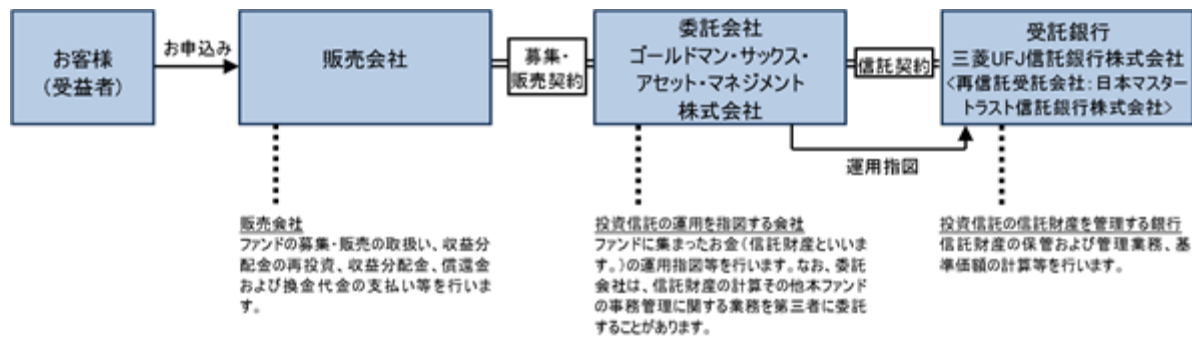 お客様
（受益者）
お申込み
販売会社
募集・
販売契約
委託会社
ゴールドマン・サックス・
アセット・マネジメント
株式会社
信託契約
受託銀行
三菱UFJ信託銀行株式会社
＜再信託受託会社：日本マスター
トラスト信託銀行株式会社＞
運用指図
販売会社
ファンドの募集・販売の取扱い、収益分
配金の再投資、収益分配金、償還金
および換金代金の支払い等を行いま
す。
投資信託の運用を指図する会社
ファンドに集まったお金（信託財産といいま
す。）の運用指図等を行います。なお、委託
会社は、信託財産の計算その他本ファンド
の事務管理に関する業務を第三者に委託
することがあります。
投資信託の信託財産を管理する銀行
信託財産の保管および管理業務、基
準価額の計算等を行います。